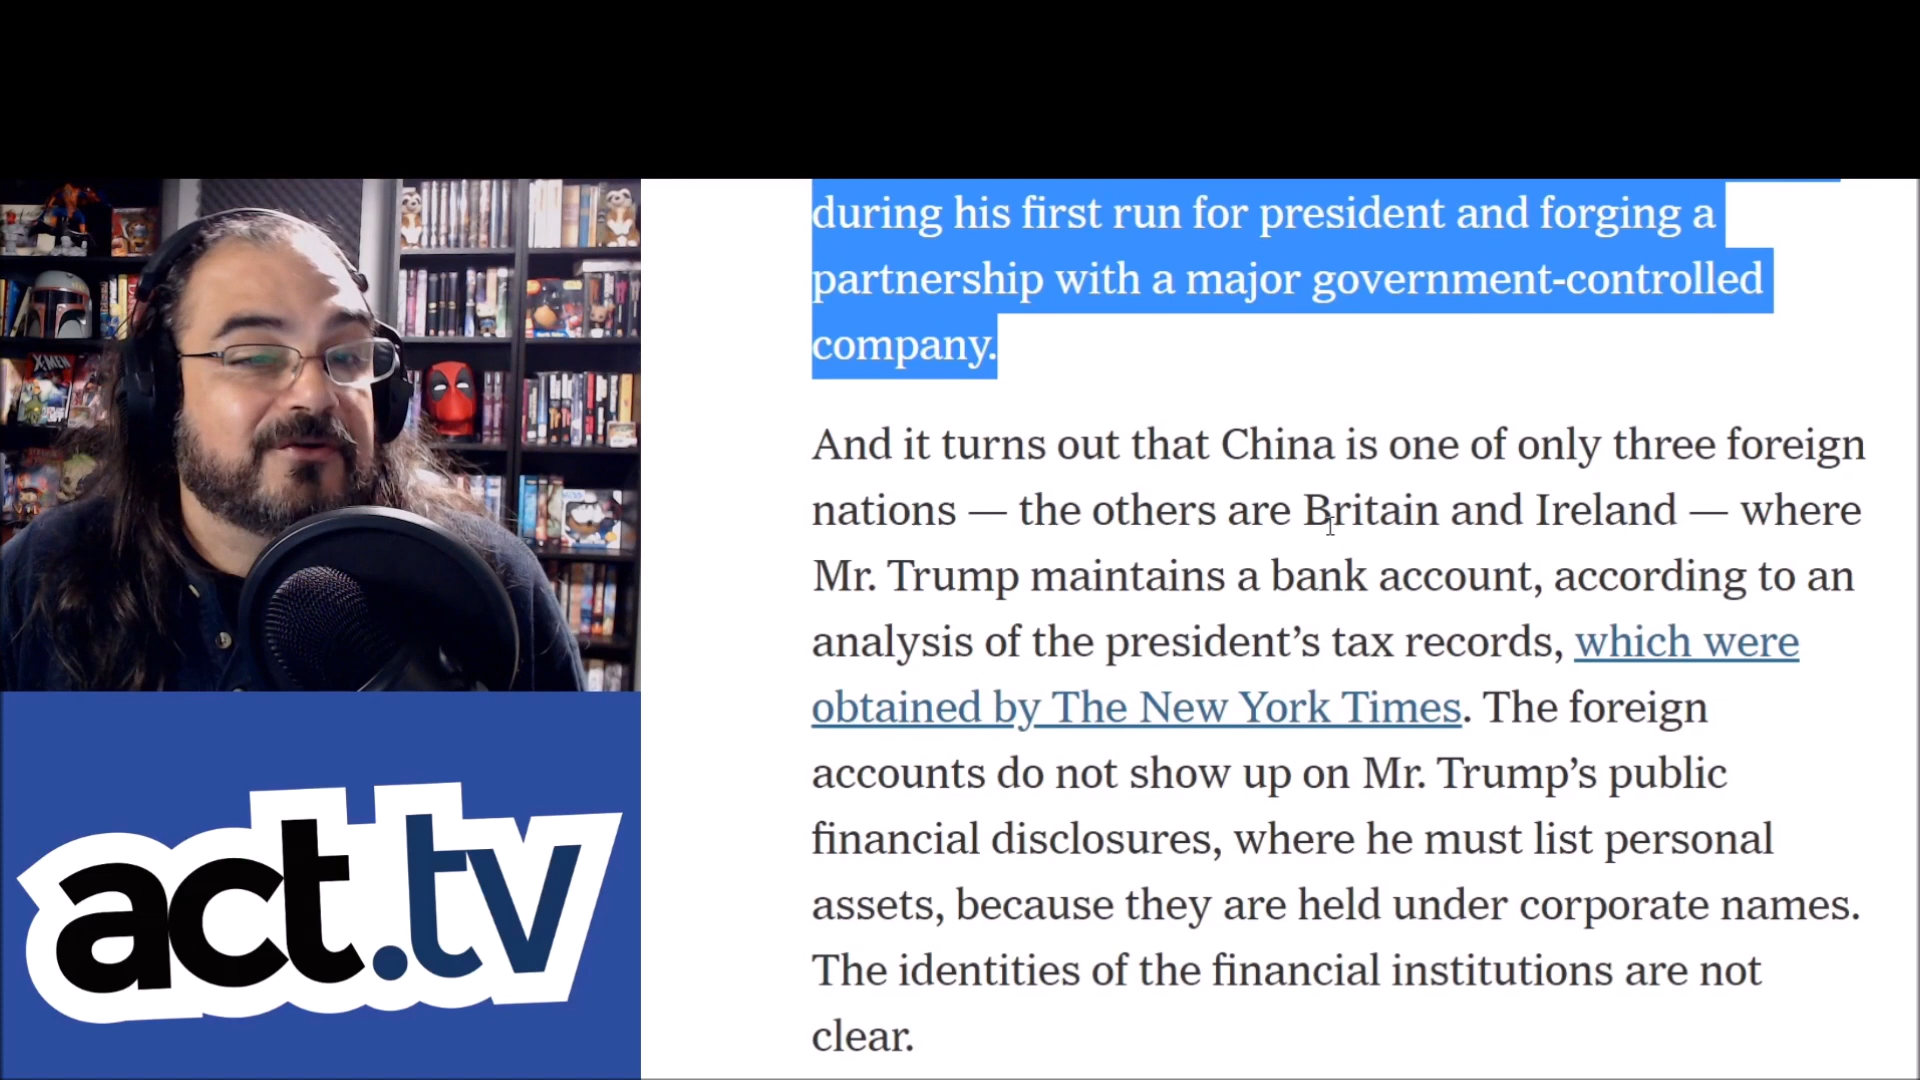 during his first run for president and forging a
partnership with a major government-controlled
company.
And it turns out that China is one of only three foreign
nations — the others are Britain and Ireland — where
Mr. Trump maintains a bank account, according to an
analysis of the president’s tax records, which were
obtained by The New York Times. The foreign
accounts do not show up on Mr. Trump’s public
financial disclosures, where he must list personal
assets, because they are held under corporate names.
The identities of the financial institutions are not
clear.
X-MEN
act.tv